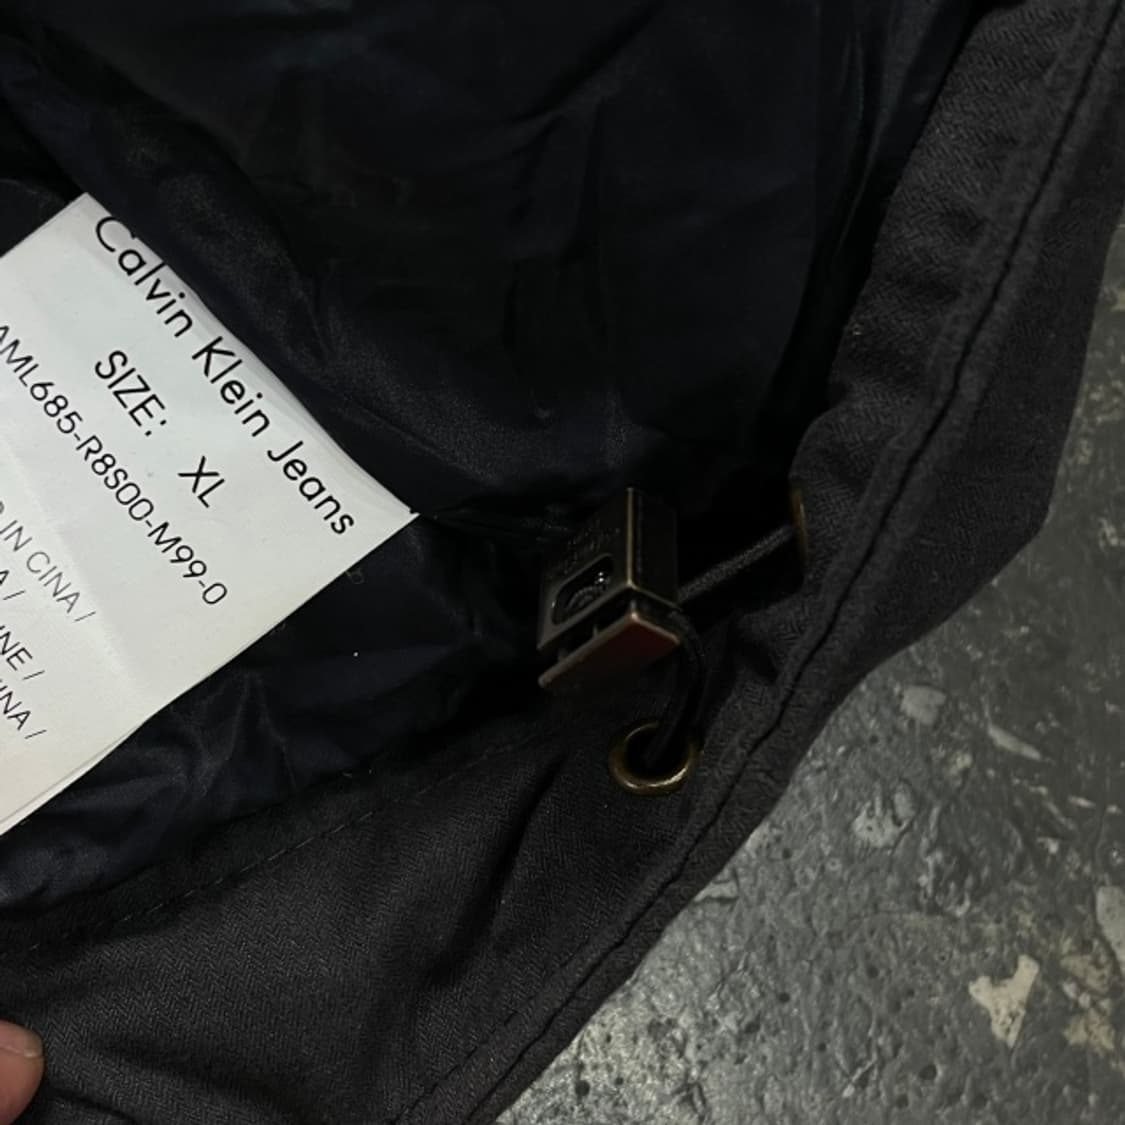 Calvin Klein Jeans
SIZE: XL
AML685-R8S00-M99-0
IN CINA /